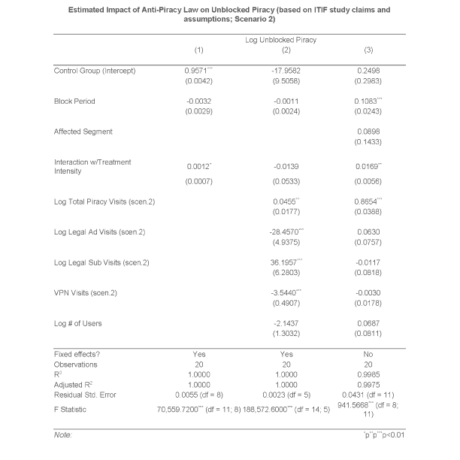 Estimated Impact of Anti-Piracy Law on Unblocked Piracy (based on ITIF study claims and
assumptions; Scenario 2)
Log Unblocked Piracy
(1) (2) (3)
Control Group (Intercept) 0.9571*** -17.9582 0.2498
(0.0042) (9.5058) (0.2983)
Block Period -0.0032 -0.0011 0.1083***
(0.0029) (0.0024) (0.0243)
Affected Segment 0.0898
(0.1433)
Interaction w/Treatment
Intensity 0.0012* -0.0139 0.0169**
(0.0007) (0.0533) (0.0056)
Log Total Piracy Visits (scen.2) 0.0455** 0.8654***
(0.0177) (0.0388)
Log Legal Ad Visits (scen.2) -28.4570*** 0.0630
(4.9375) (0.0757)
Log Legal Sub Visits (scen.2) 36.1957*** -0.0117
(6.2803) (0.0818)
VPN Visits (scen.2) -3.5440*** -0.0030
(0.4907) (0.0178)
Log # of Users -2.1437 0.0687
(1.3032) (0.0811)
Fixed effects? Yes Yes No
Observations 20 20 20
R² 1.0000 1.0000 0.9985
Adjusted R² 1.0000 1.0000 0.9975
Residual Std. Error 0.0055 (df = 8) 0.0023 (df = 5) 0.0431 (df = 11)
F Statistic 70,559.7200*** (df = 11; 8) 188,572.6000*** (df = 14; 5) 941.5668*** (df = 8;
11)
Note: *p**p***p<0.01